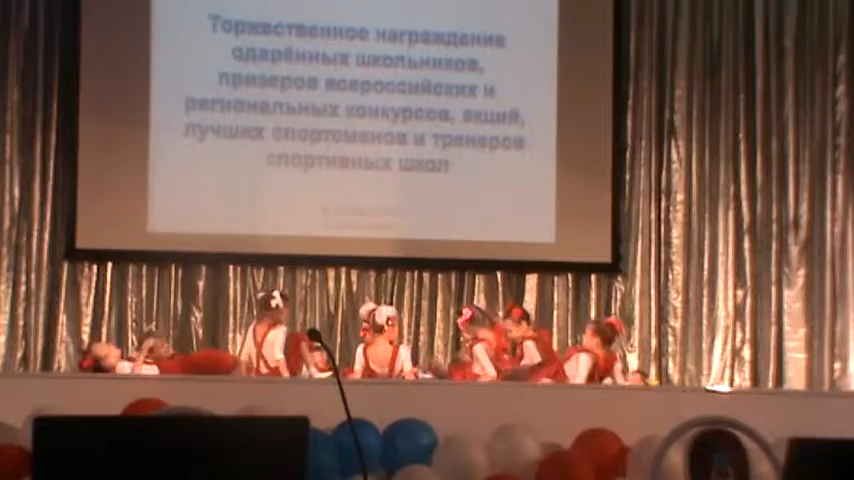 Торжественное награждение
одарённых школьников,
призеров всероссийских и
региональных конкурсов, акций,
лучших спортсменов и тренеров
спортивных школ